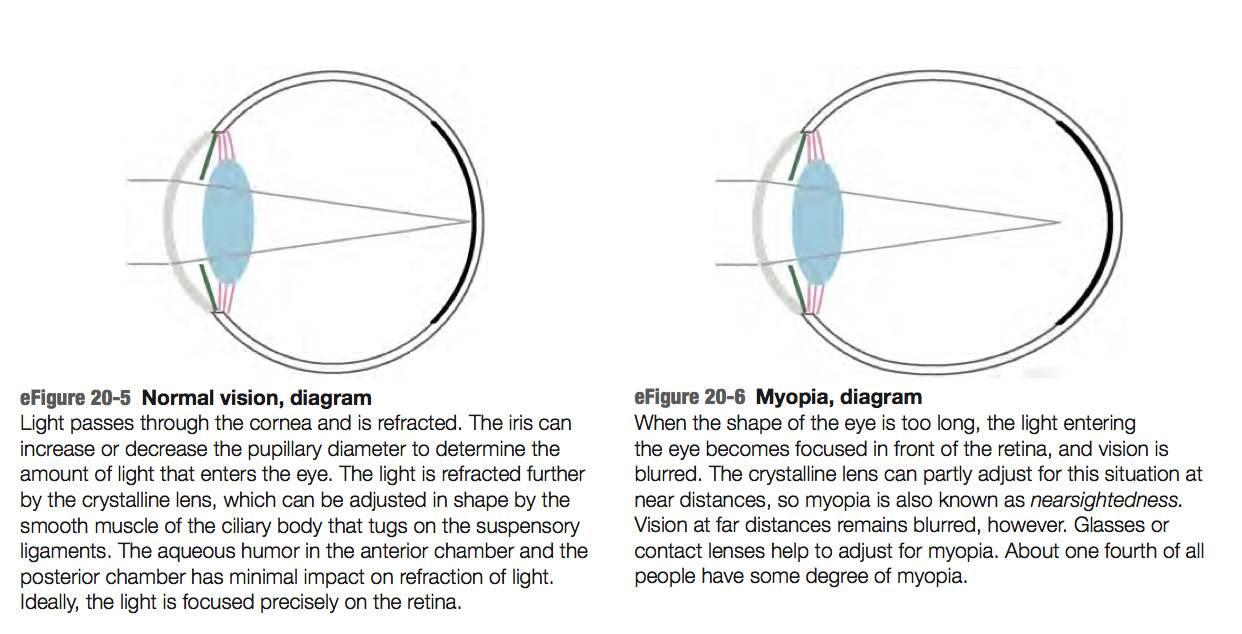 eFigure 20-5 Normal vision, diagram
Light passes through the cornea and is refracted. The iris can
increase or decrease the pupillary diameter to determine the
amount of light that enters the eye. The light is refracted further
by the crystalline lens, which can be adjusted in shape by the
smooth muscle of the ciliary body that tugs on the suspensory
ligaments. The aqueous humor in the anterior chamber and the
posterior chamber has minimal impact on refraction of light.
Ideally, the light is focused precisely on the retina.
eFigure 20-6 Myopia, diagram
When the shape of the eye is too long, the light entering
the eye becomes focused in front of the retina, and vision is
blurred. The crystalline lens can partly adjust for this situation at
near distances, so myopia is also known as nearsightedness.
Vision at far distances remains blurred, however. Glasses or
contact lenses help to adjust for myopia. About one fourth of all
people have some degree of myopia.